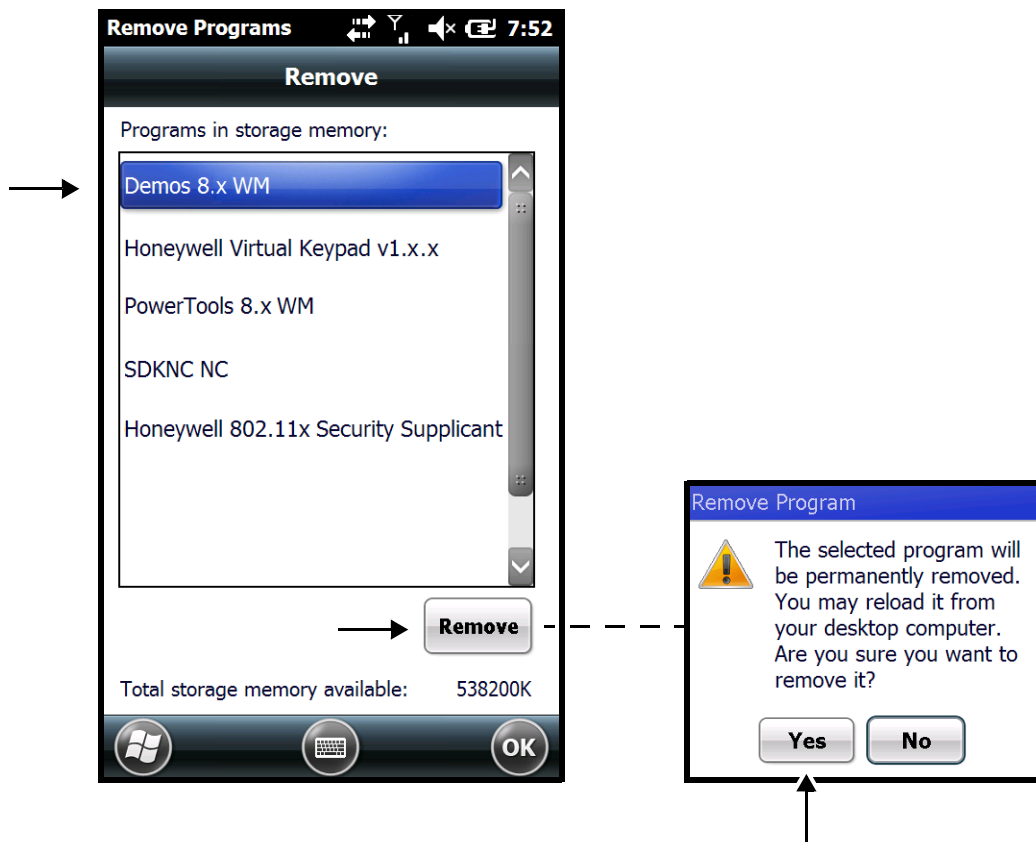 Remove Programs 7:52
Remove
Programs in storage memory:
Demos 8.x WM
Honeywell Virtual Keypad v1.x.x
PowerTools 8.x WM
SDKNC NC
Honeywell 802.11x Security Supplicant
Remove
Total storage memory available: 538200K
OK
Remove Program
The selected program will
be permanently removed.
You may reload it from
your desktop computer.
Are you sure you want to
remove it?
Yes No